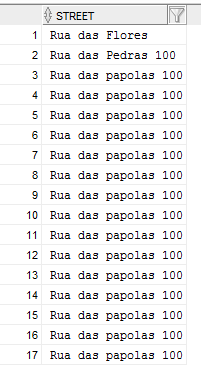 STREET
1 Rua das Flores
2 Rua das Pedras 100
3 Rua das papolas 100
4 Rua das papolas 100
5 Rua das papolas 100
6 Rua das papolas 100
7 Rua das papolas 100
8 Rua das papolas 100
9 Rua das papolas 100
10 Rua das papolas 100
11 Rua das papolas 100
12 Rua das papolas 100
13 Rua das papolas 100
14 Rua das papolas 100
15 Rua das papolas 100
16 Rua das papolas 100
17 Rua das papolas 100